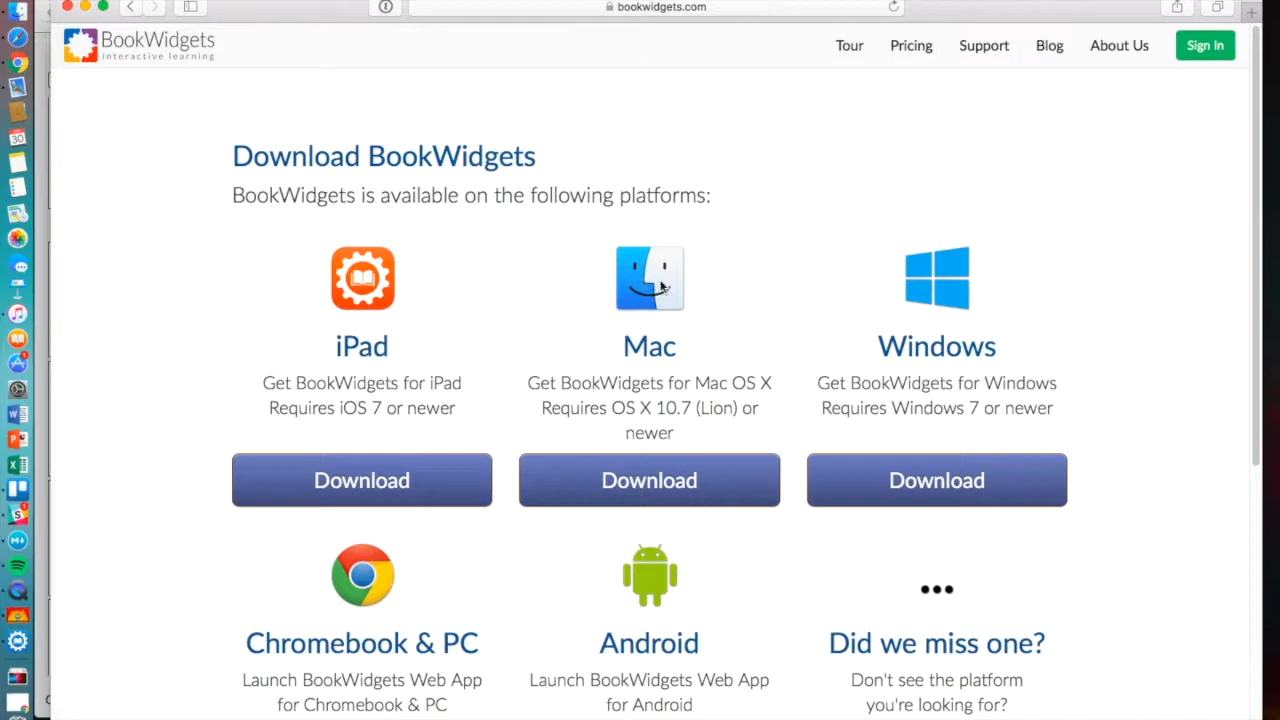 bookwidgets.com
BookWidgets
interactive learning
Tour Pricing Support Blog About Us Sign In
Download BookWidgets
BookWidgets is available on the following platforms:
iPad Mac Windows
Get BookWidgets for iPad
Requires iOS 7 or newer
Get BookWidgets for Mac OS X
Requires OS X 10.7 (Lion) or
newer
Get BookWidgets for Windows
Requires Windows 7 or newer
Download Download Download
Chromebook & PC Android Did we miss one?
Launch BookWidgets Web App
for Chromebook & PC
Launch BookWidgets Web App
for Android
Don't see the platform
you're looking for?
30